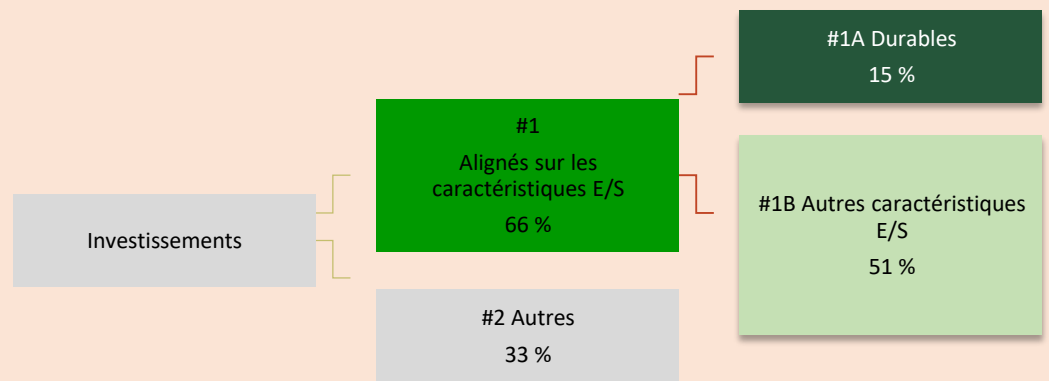 Investissements
#1
Alignés sur les
caractéristiques E/S
66 %
#2 Autres
33 %
#1A Durables
15 %
#1B Autres caractéristiques
E/S
51 %